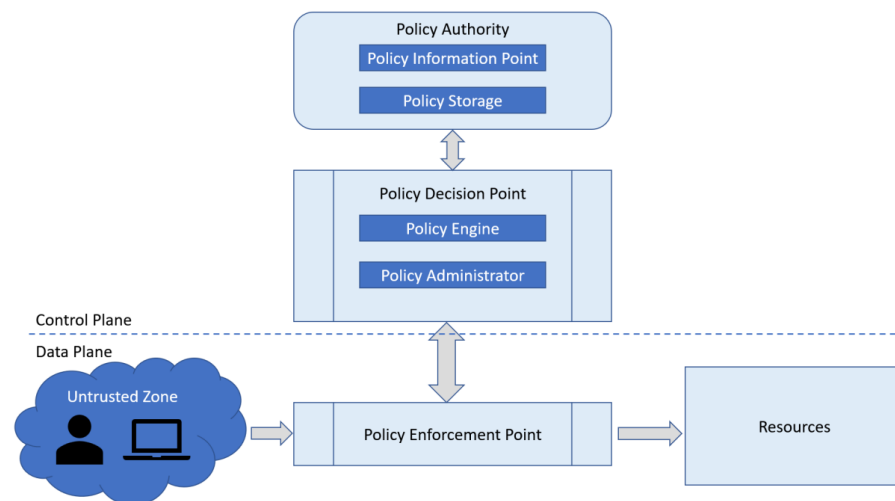 Policy Authority
Policy Information Point
Policy Storage
Policy Decision Point
Policy Engine
Policy Administrator
Control Plane
Data Plane
Untrusted Zone
Policy Enforcement Point
Resources